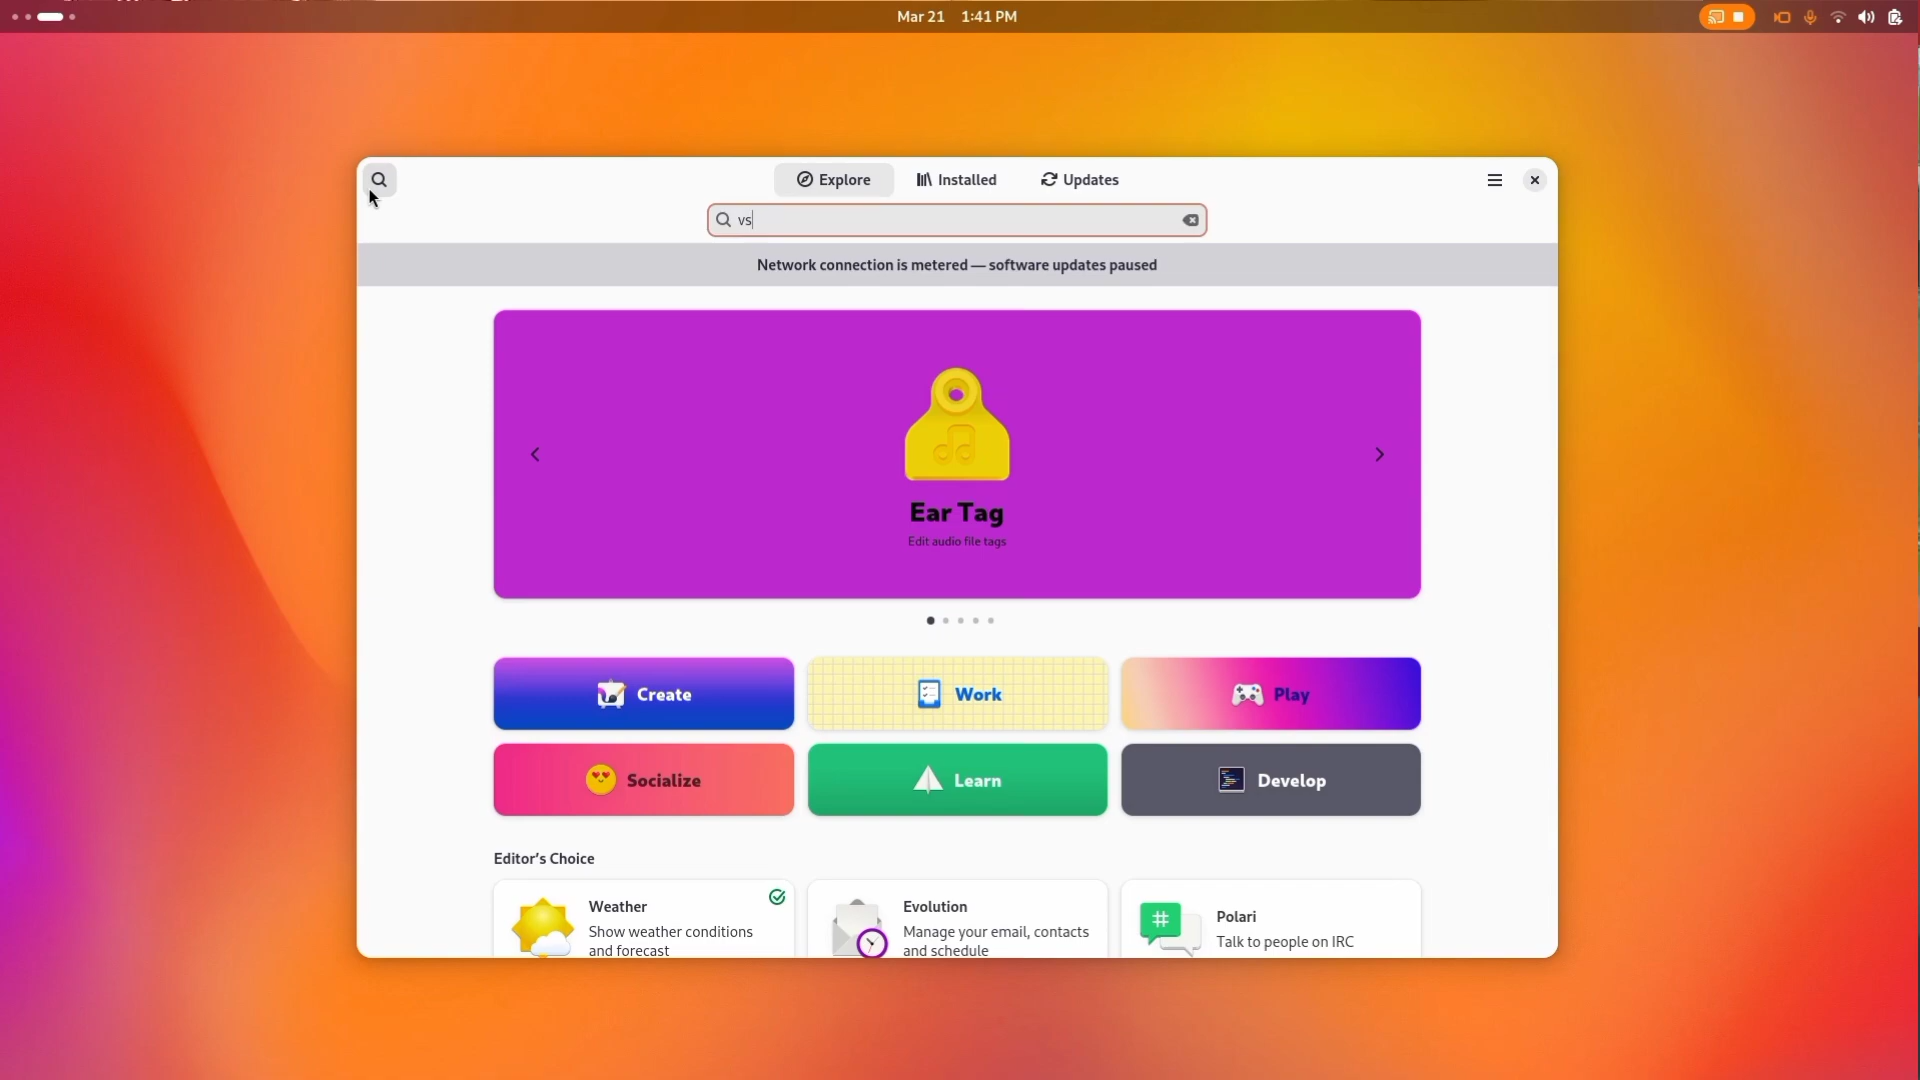 Mar 21 1:41 PM
Explore
Installed
Updates
vs
Network connection is metered — software updates paused
Ear Tag
Edit audio file tags
Create
Work
Play
Socialize
Learn
Develop
Editor's Choice
Weather
Show weather conditions
and forecast
Evolution
Manage your email, contacts
and schedule
Polari
Talk to people on IRC